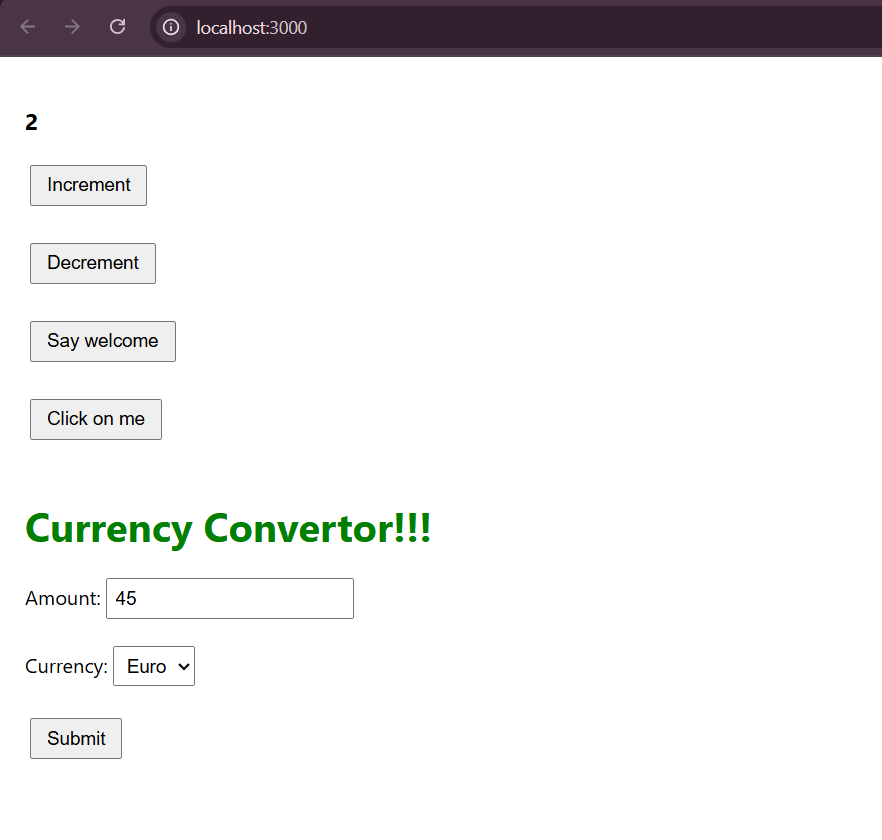 localhost:3000
2
Increment
Decrement
Say welcome
Click on me
Currency Convertor!!!
Amount: 45
Currency: Euro
Submit